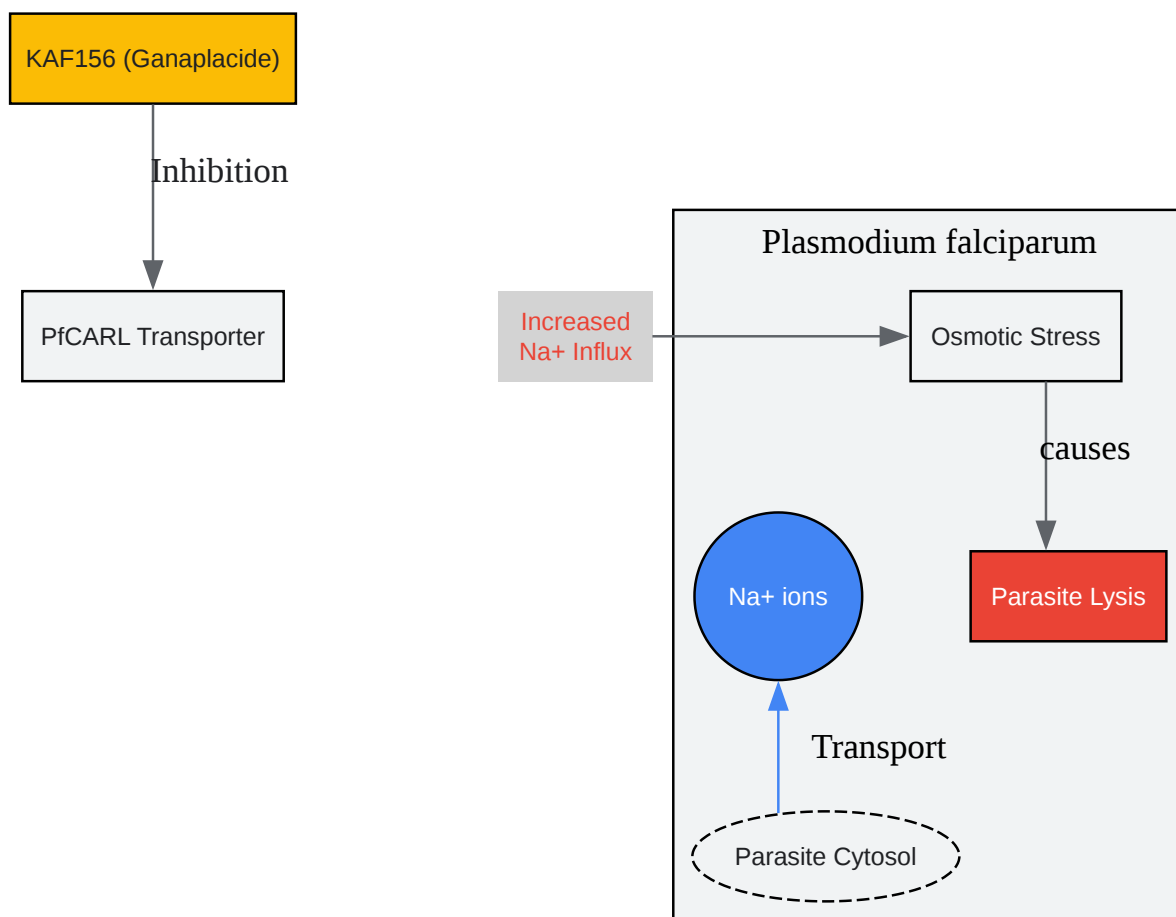 KAF156 (Ganaplacide)
Inhibition
PfCARL Transporter
Plasmodium falciparum
Increased
Na+ Influx
Osmotic Stress
causes
Na+ ions
Parasite Lysis
Transport
Parasite Cytosol